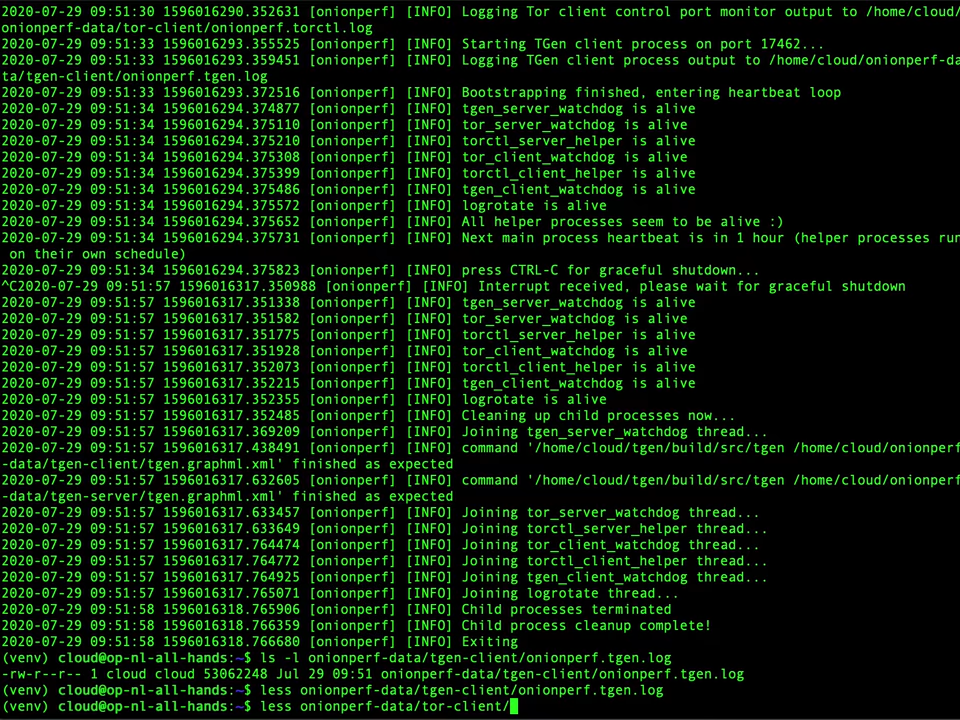 2020-07-29 09:51:30 1596016290.352631 [onionperf] [INFO] Logging Tor client control port monitor output to /home/cloud/
onionperf-data/tor-client/onionperf.torctl.log
2020-07-29 09:51:33 1596016293.355525 [onionperf] [INFO] Starting TGen client process on port 17462...
2020-07-29 09:51:33 1596016293.359451 [onionperf] [INFO] Logging TGen client process output to /home/cloud/onionperf-da
ta/tgen-client/onionperf.tgen.log
2020-07-29 09:51:33 1596016293.372516 [onionperf] [INFO] Bootstrapping finished, entering heartbeat loop
2020-07-29 09:51:34 1596016294.374877 [onionperf] [INFO] tgen_server_watchdog is alive
2020-07-29 09:51:34 1596016294.375110 [onionperf] [INFO] tor_server_watchdog is alive
2020-07-29 09:51:34 1596016294.375210 [onionperf] [INFO] torctl_server_helper is alive
2020-07-29 09:51:34 1596016294.375308 [onionperf] [INFO] tor_client_watchdog is alive
2020-07-29 09:51:34 1596016294.375399 [onionperf] [INFO] torctl_client_helper is alive
2020-07-29 09:51:34 1596016294.375486 [onionperf] [INFO] tgen_client_watchdog is alive
2020-07-29 09:51:34 1596016294.375572 [onionperf] [INFO] logrotate is alive
2020-07-29 09:51:34 1596016294.375652 [onionperf] [INFO] All helper processes seem to be alive :)
2020-07-29 09:51:34 1596016294.375731 [onionperf] [INFO] Next main process heartbeat is in 1 hour (helper processes run
on their own schedule)
2020-07-29 09:51:34 1596016294.375823 [onionperf] [INFO] press CTRL-C for graceful shutdown...
^C2020-07-29 09:51:57 1596016317.350988 [onionperf] [INFO] Interrupt received, please wait for graceful shutdown
2020-07-29 09:51:57 1596016317.351338 [onionperf] [INFO] tgen_server_watchdog is alive
2020-07-29 09:51:57 1596016317.351582 [onionperf] [INFO] tor_server_watchdog is alive
2020-07-29 09:51:57 1596016317.351775 [onionperf] [INFO] torctl_server_helper is alive
2020-07-29 09:51:57 1596016317.351928 [onionperf] [INFO] tor_client_watchdog is alive
2020-07-29 09:51:57 1596016317.352073 [onionperf] [INFO] torctl_client_helper is alive
2020-07-29 09:51:57 1596016317.352215 [onionperf] [INFO] tgen_client_watchdog is alive
2020-07-29 09:51:57 1596016317.352355 [onionperf] [INFO] logrotate is alive
2020-07-29 09:51:57 1596016317.352485 [onionperf] [INFO] Cleaning up child processes now...
2020-07-29 09:51:57 1596016317.369209 [onionperf] [INFO] Joining tgen_server_watchdog thread...
2020-07-29 09:51:57 1596016317.438491 [onionperf] [INFO] command '/home/cloud/tgen/build/src/tgen /home/cloud/onionperf
-data/tgen-client/tgen.graphml.xml' finished as expected
2020-07-29 09:51:57 1596016317.632605 [onionperf] [INFO] command '/home/cloud/tgen/build/src/tgen /home/cloud/onionperf
-data/tgen-server/tgen.graphml.xml' finished as expected
2020-07-29 09:51:57 1596016317.633457 [onionperf] [INFO] Joining tor_server_watchdog thread...
2020-07-29 09:51:57 1596016317.633649 [onionperf] [INFO] Joining torctl_server_helper thread...
2020-07-29 09:51:57 1596016317.764474 [onionperf] [INFO] Joining tor_client_watchdog thread...
2020-07-29 09:51:57 1596016317.764772 [onionperf] [INFO] Joining torctl_client_helper thread...
2020-07-29 09:51:57 1596016317.764925 [onionperf] [INFO] Joining tgen_client_watchdog thread...
2020-07-29 09:51:57 1596016317.765071 [onionperf] [INFO] Joining logrotate thread...
2020-07-29 09:51:58 1596016318.765906 [onionperf] [INFO] Child processes terminated
2020-07-29 09:51:58 1596016318.766359 [onionperf] [INFO] Child process cleanup complete!
2020-07-29 09:51:58 1596016318.766680 [onionperf] [INFO] Exiting
(venv) cloud@op-nl-all-hands:~$ ls -l onionperf-data/tgen-client/onionperf.tgen.log
-rw-r--r-- 1 cloud cloud 53062248 Jul 29 09:51 onionperf-data/tgen-client/onionperf.tgen.log
(venv) cloud@op-nl-all-hands:~$ less onionperf-data/tgen-client/onionperf.tgen.log
(venv) cloud@op-nl-all-hands:~$ less onionperf-data/tor-client/